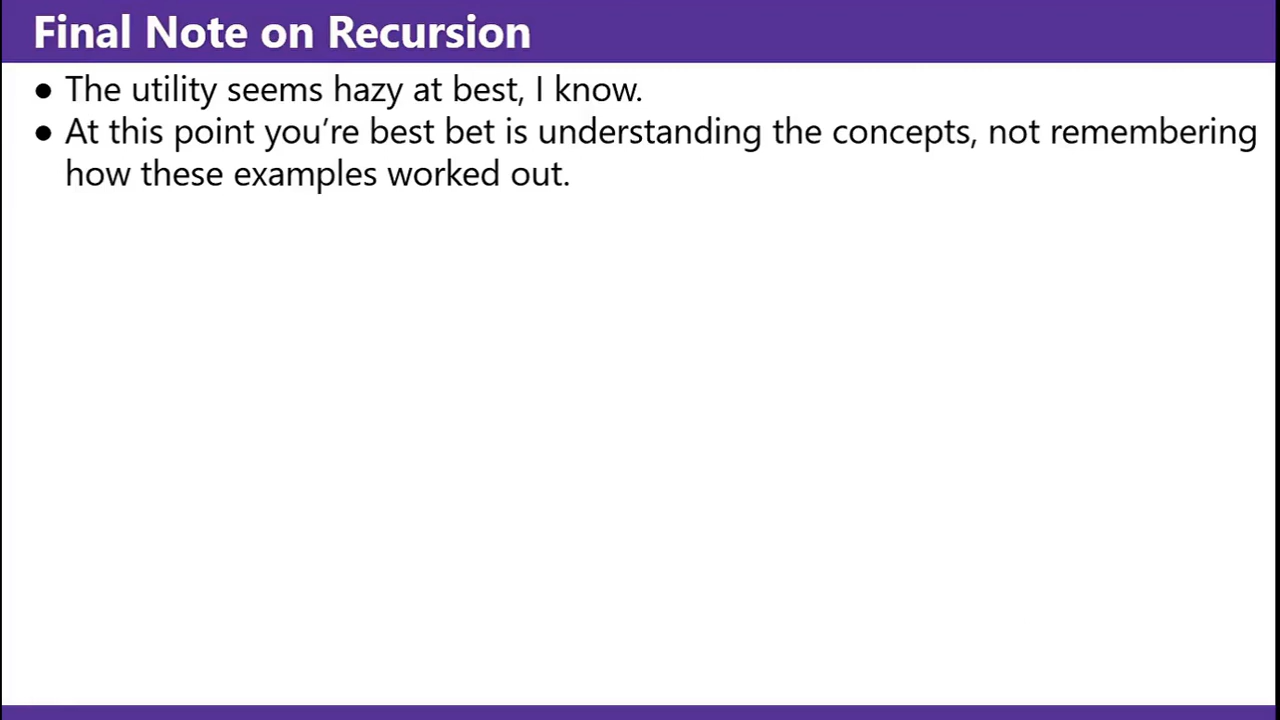 Final Note on Recursion
● The utility seems hazy at best, I know.
● At this point you’re best bet is understanding the concepts, not remembering
how these examples worked out.